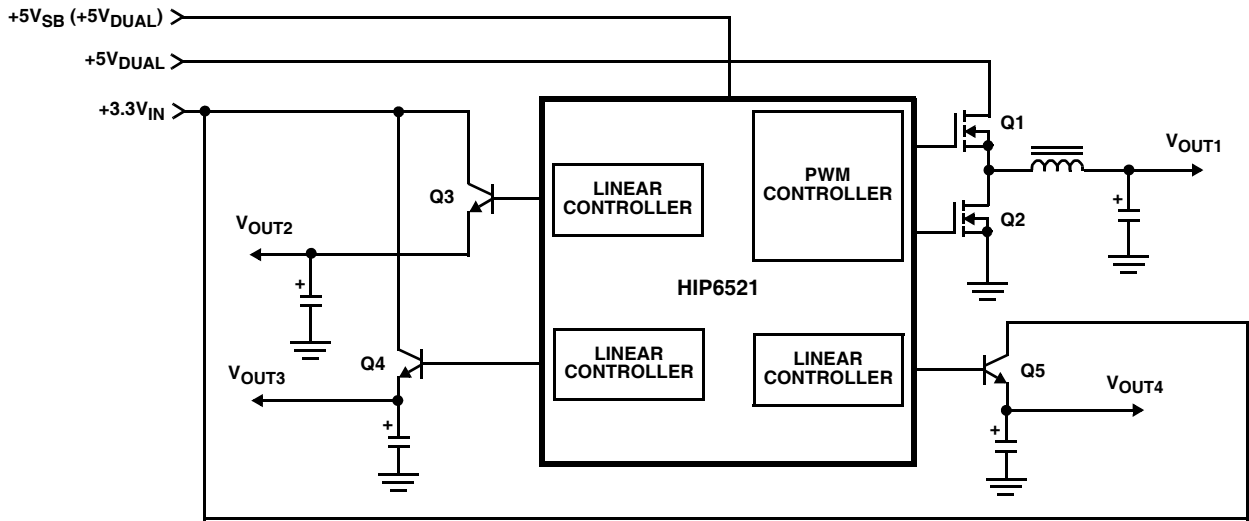 +5VSB (+5VDUAL)
+5VDUAL
+3.3VIN
Q1
VOUT1
PWM
CONTROLLER
LINEAR
CONTROLLER
Q3
Q2
VOUT2
+
+
HIP6521
LINEAR
CONTROLLER
LINEAR
CONTROLLER
Q4
Q5
VOUT3
VOUT4
+
+